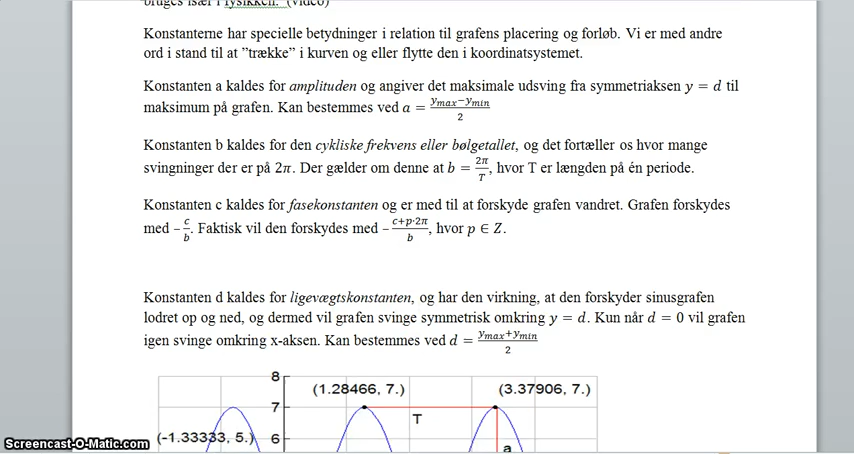 bruges især i fysikken. (video)
Konstanterne har specielle betydninger i relation til grafens placering og forløb. Vi er med andre
ord i stand til at ”trække” i kurven og eller flytte den i koordinatsystemet.
Konstanten a kaldes for amplituden og angiver det maksimale udsving fra symmetriaksen y = d til
maksimum på grafen. Kan bestemmes ved a = (y_max−y_min)/2
Konstanten b kaldes for den cykliske frekvens eller bølgetallet, og det fortæller os hvor mange
svingninger der er på 2π. Der gælder om denne at b = 2π/T, hvor T er længden på én periode.
Konstanten c kaldes for fasekonstanten og er med til at forskyde grafen vandret. Grafen forskydes
med −c/b. Faktisk vil den forskydes med −(c+p·2π)/b, hvor p ∈ Z.
Konstanten d kaldes for ligevægtskonstanten, og har den virkning, at den forskyder sinusgrafen
lodret op og ned, og dermed vil grafen svinge symmetrisk omkring y = d. Kun når d = 0 vil grafen
igen svinge omkring x-aksen. Kan bestemmes ved d = (y_max+y_min)/2
8
(1.28466, 7.) (3.37906, 7.)
7
T
(-1.33333, 5.) 6
a
Screencast-O-Matic.com